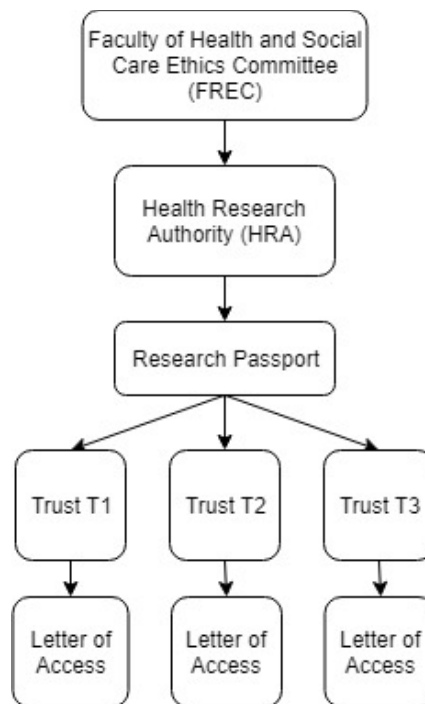 Faculty of Health and Social
Care Ethics Committee
(FREC)
Health Research
Authority (HRA)
Research Passport
Trust T1
Trust T2
Trust T3
Letter of
Access
Letter of
Access
Letter of
Access